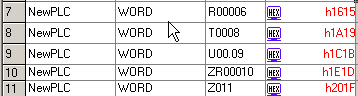 7 NewPLC WORD R00006 HEX h1615
8 NewPLC WORD T0008 HEX h1A19
9 NewPLC WORD U00.09 HEX h1C1B
10 NewPLC WORD ZR00010 HEX h1E1D
11 NewPLC WORD Z011 HEX h201F